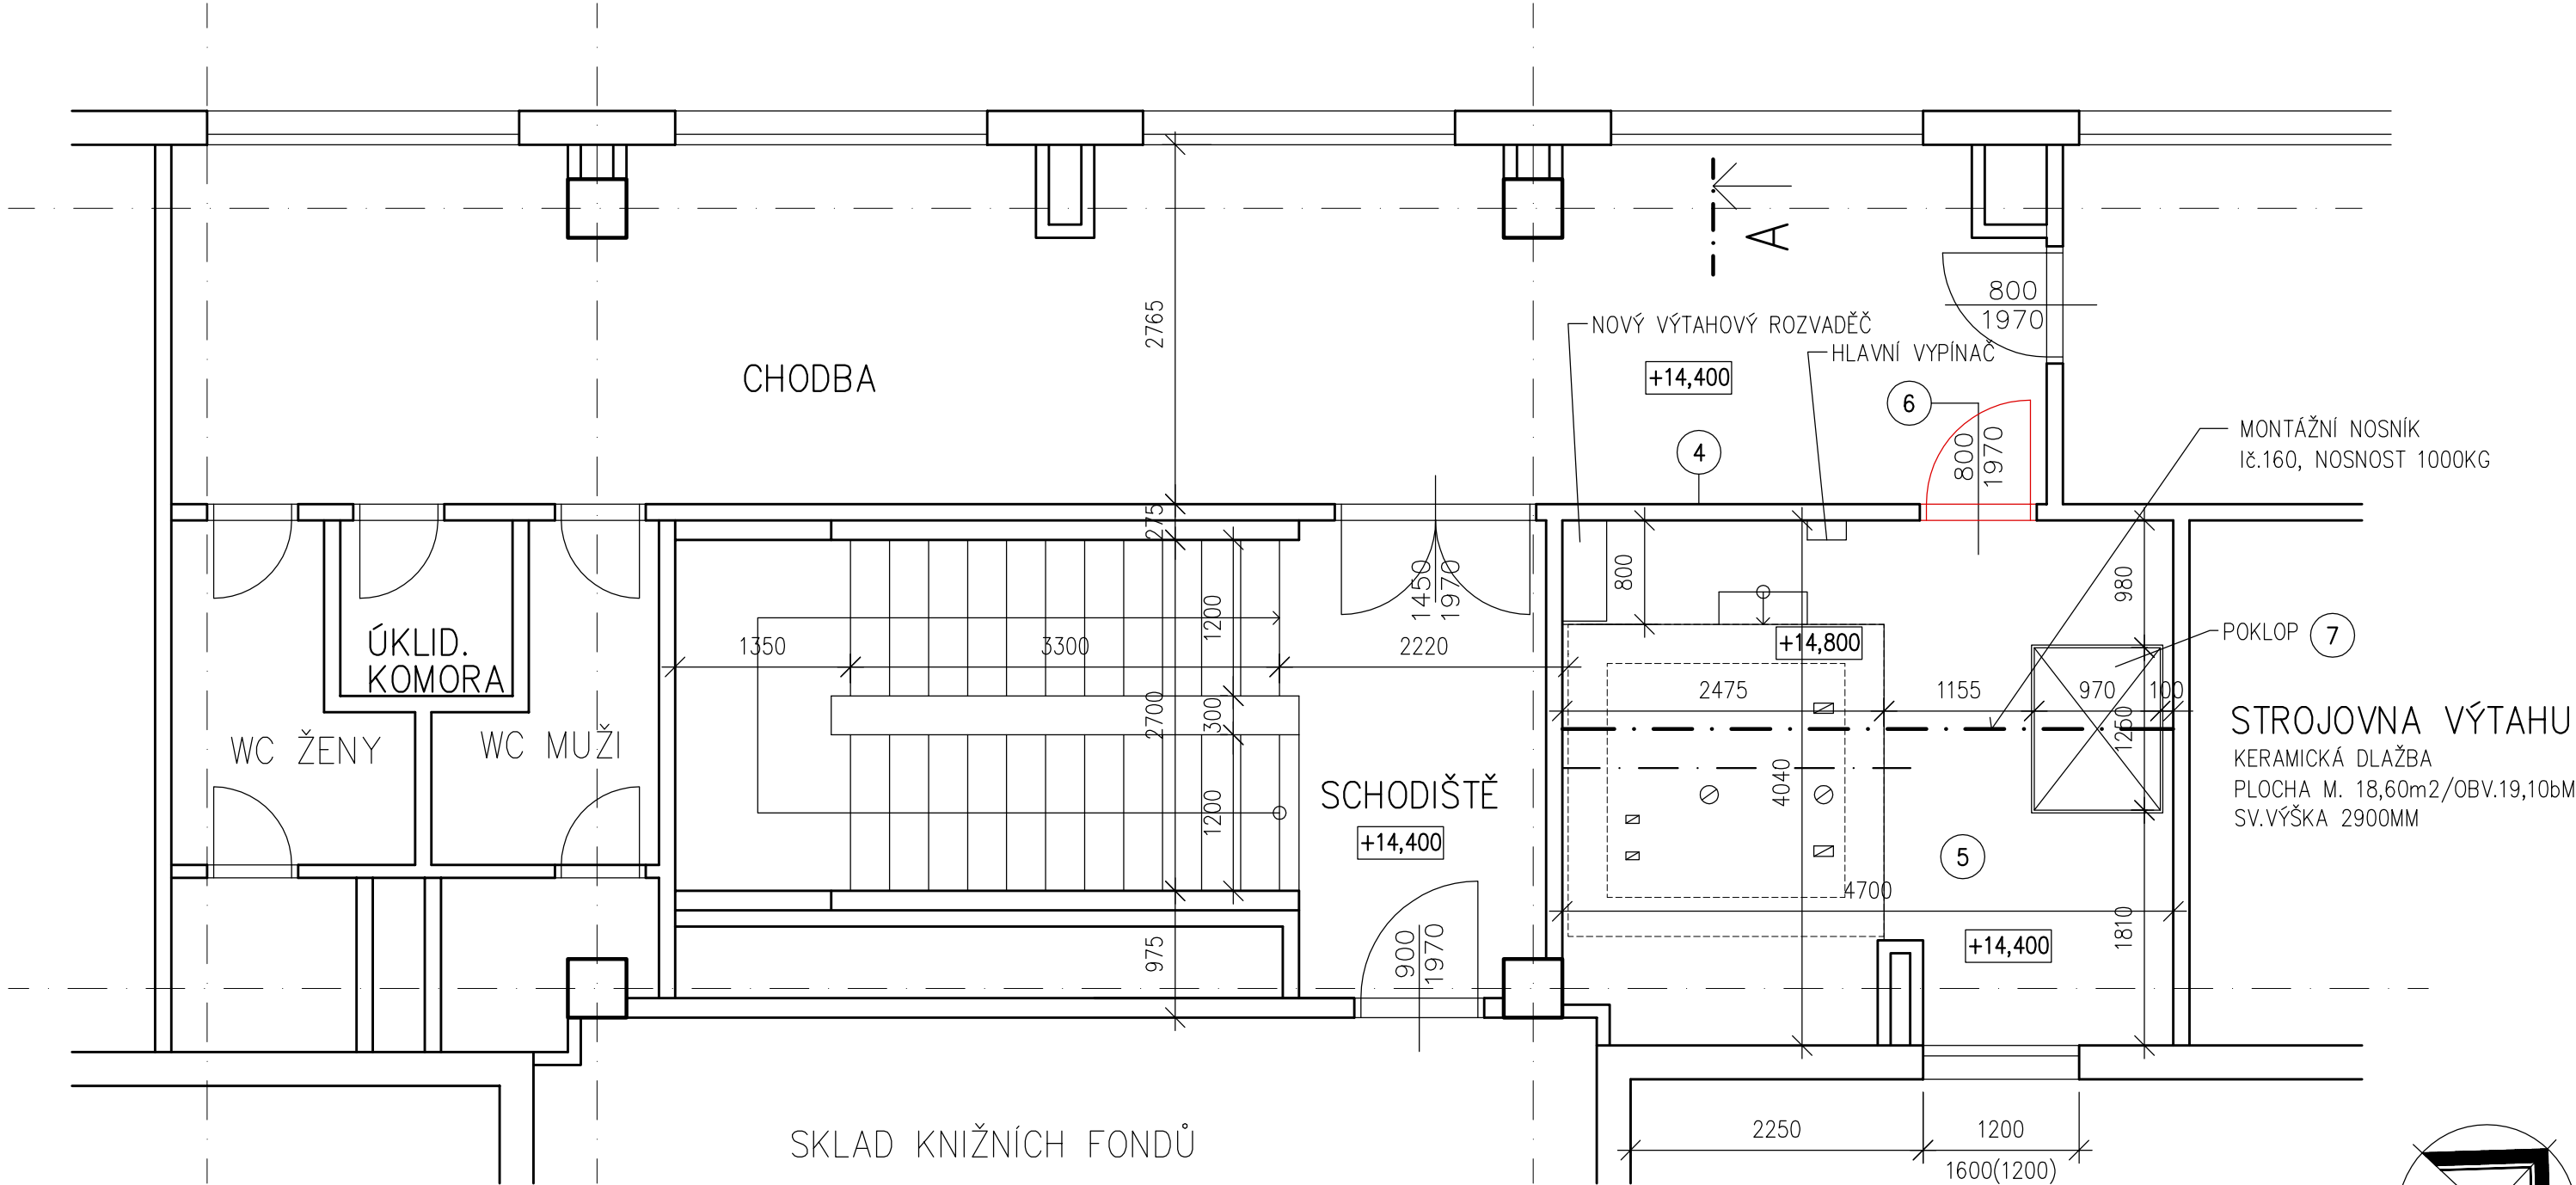 A
2765
800
1970
NOVÝ VÝTAHOVÝ ROZVADĚČ
HLAVNÍ VYPÍNAČ
CHODBA
+14,400
6
4
800
1970
MONTÁŽNÍ NOSNÍK
Ič.160, NOSNOST 1000KG
275
1450
1970
800
980
1200
ÚKLID.
KOMORA
1350
3300
2220
+14,800
POKLOP
7
2475
1155
970
100
2700
300
1250
STROJOVNA VÝTAHU
WC ŽENY
WC MUŽI
KERAMICKÁ DLAŽBA
PLOCHA M. 18,60m2/OBV.19,10bM
SV.VÝŠKA 2900MM
4040
SCHODIŠTĚ
1200
+14,400
5
4700
1810
975
900
1970
+14,400
SKLAD KNIŽNÍCH FONDŮ
2250
1200
1600(1200)